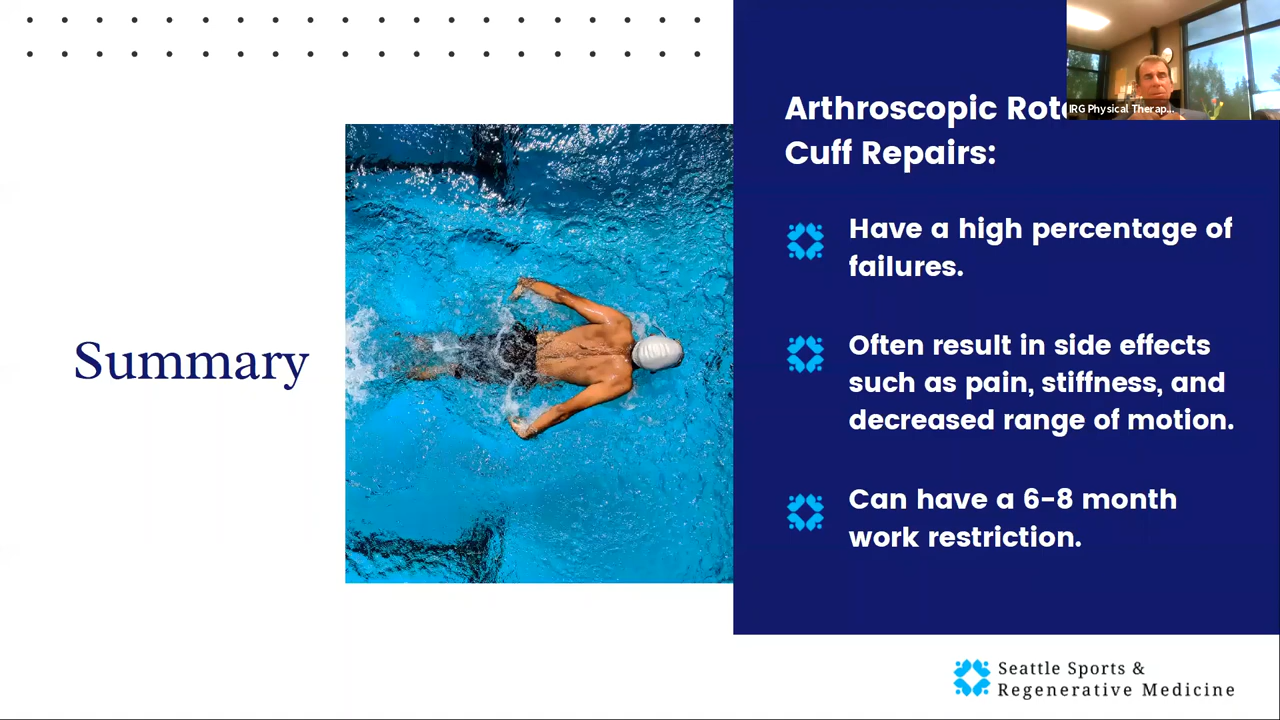 Summary
Arthroscopic
Cuff Repairs:
Have a high percentage of
failures.
Often result in side effects
such as pain, stiffness, and
decreased range of motion.
Can have a 6-8 month
work restriction.
IRG Physical Therap...
Seattle Sports &
Regenerative Medicine